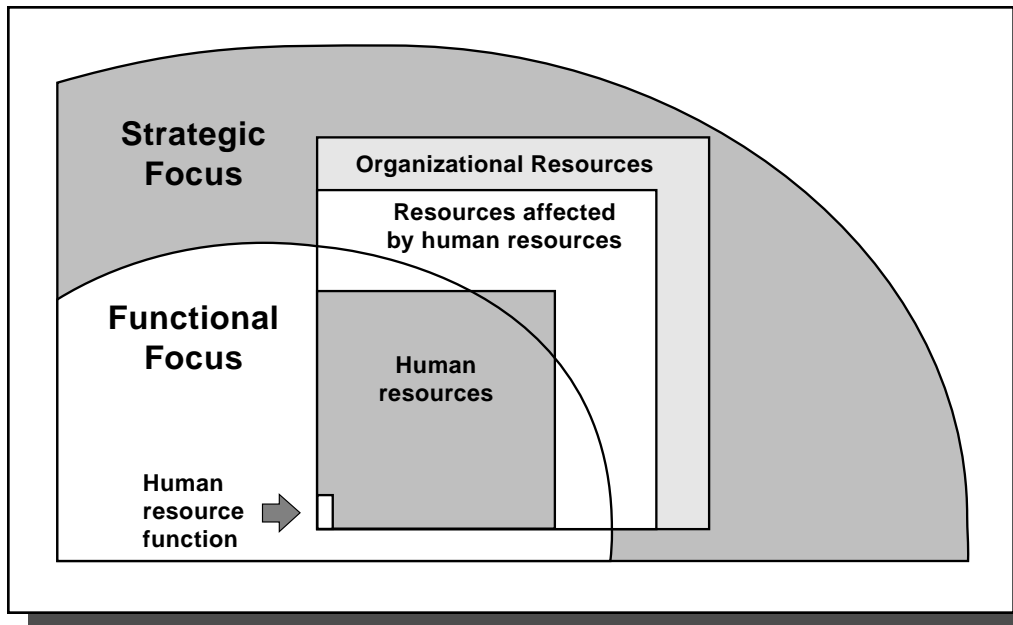 Strategic
Focus
Organizational Resources
Resources affected
by human resources
Functional
Focus
Human
resources
Human
resource
function